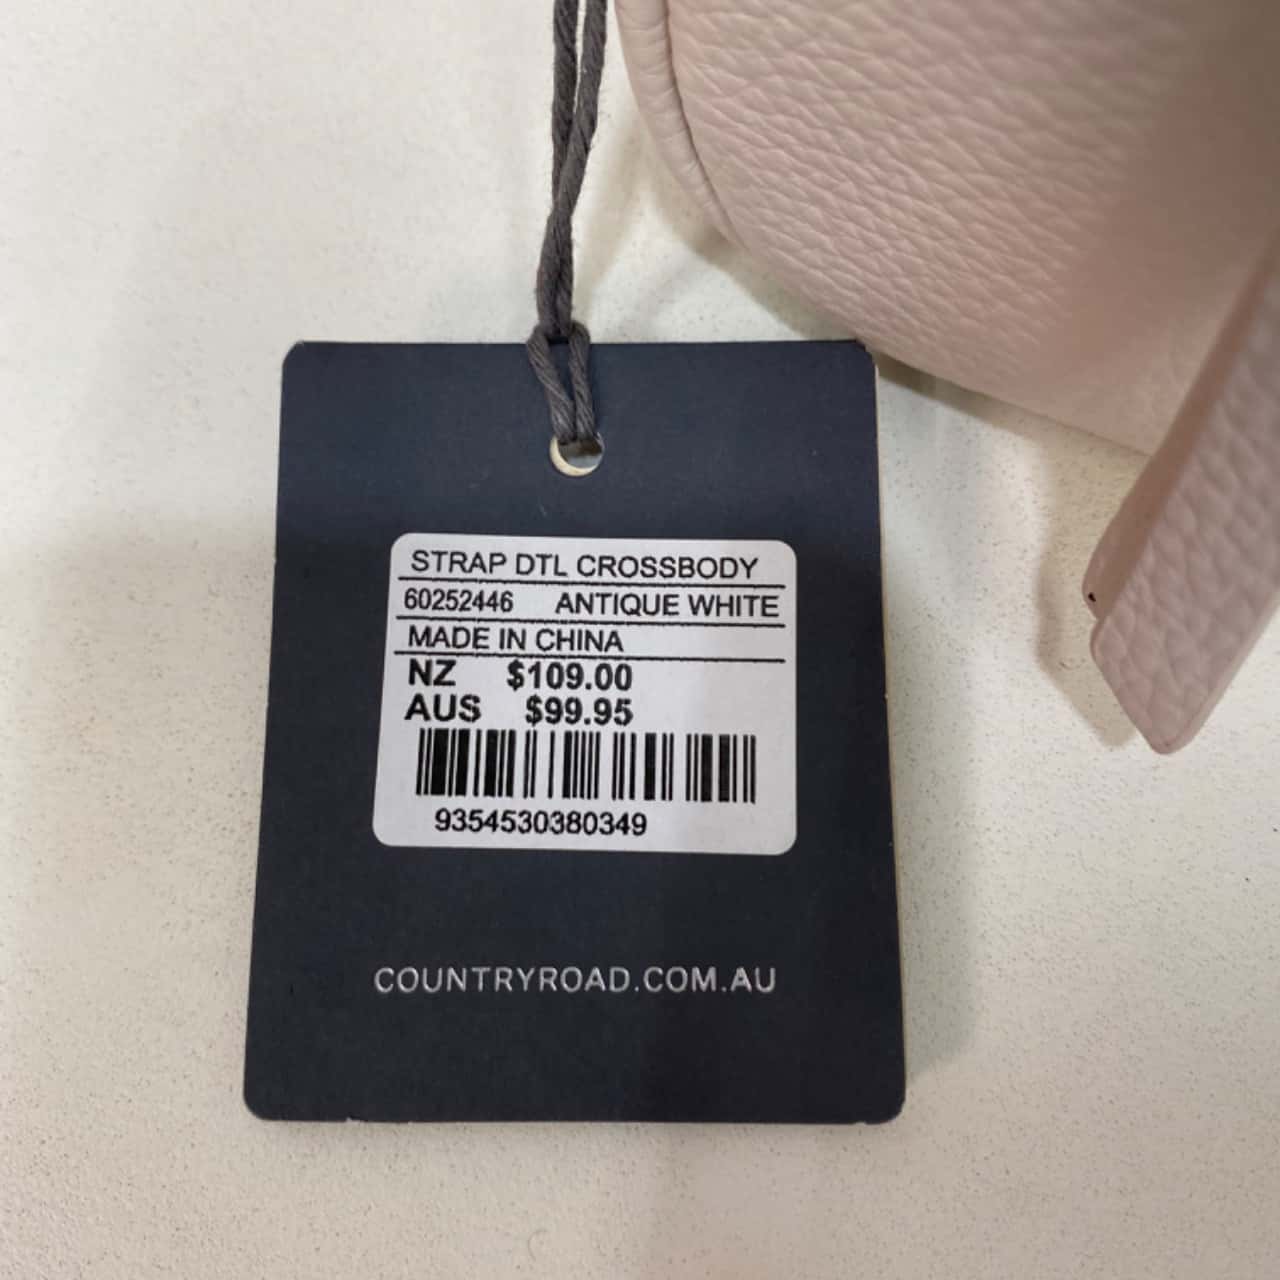 STRAP DTL CROSSBODY
60252446 ANTIQUE WHITE
MADE IN CHINA
NZ $109.00
AUS $99.95
9354530380349
COUNTRYROAD.COM.AU